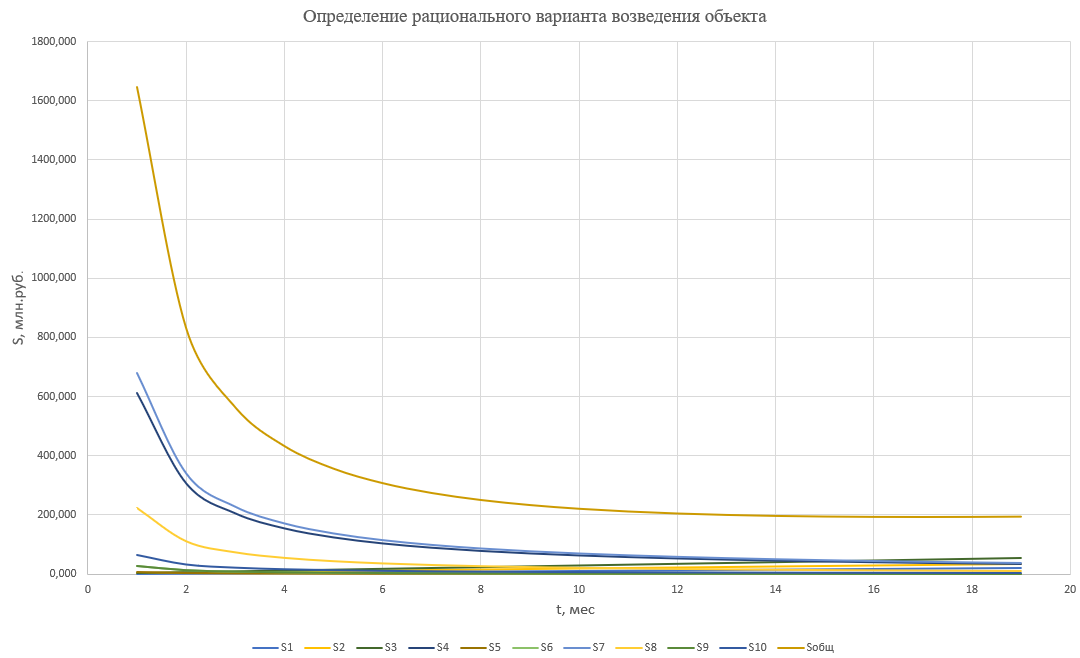 Определение рационального варианта возведения объекта
1800,000
1600,000
1400,000
1200,000
1000,000
800,000
600,000
400,000
200,000
0,000
S, млн.руб.
0 2 4 6 8 10 12 14 16 18 20
t, мес
S1 S2 S3 S4 S5 S6 S7 S8 S9 S10 Sобщ